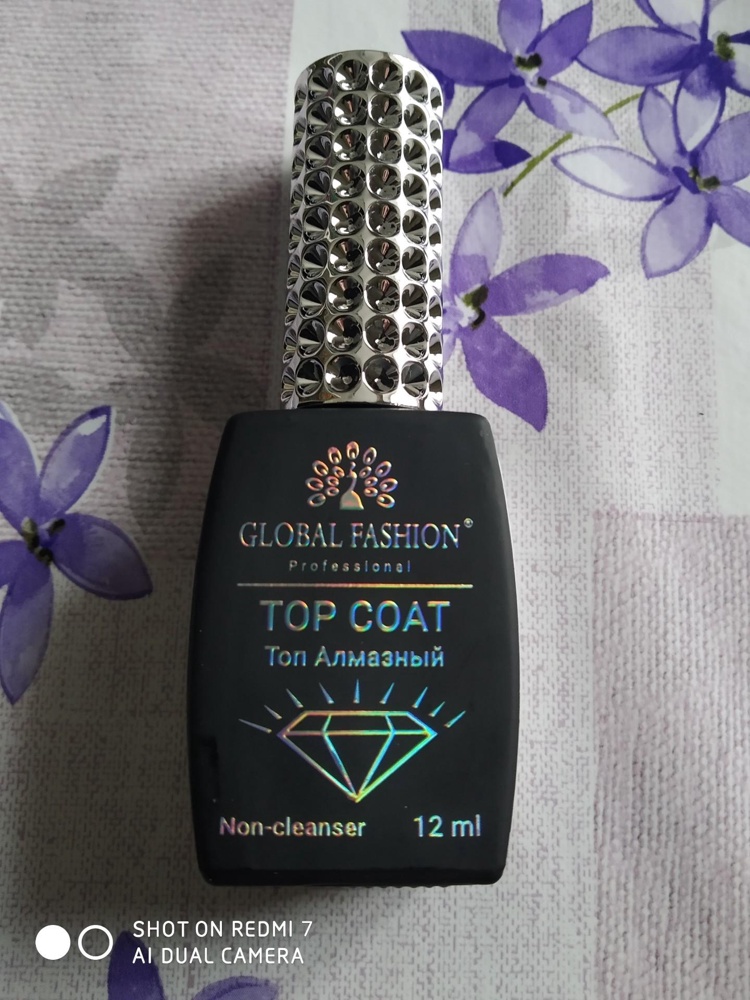 GLOBAL FASHION®
Professional
TOP COAT
Топ Алмазный
Non-cleanser 12 ml
SHOT ON REDMI 7
AI DUAL CAMERA